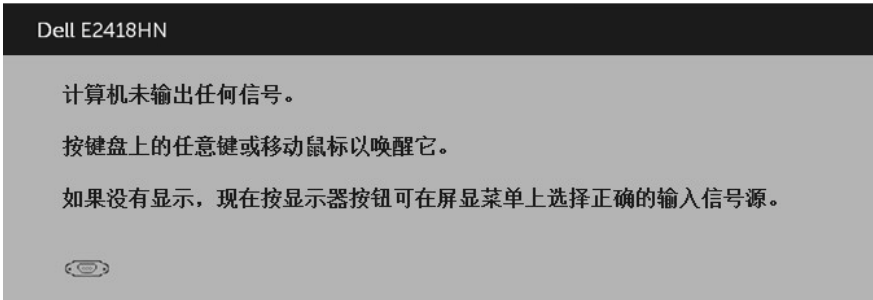 Dell E2418HN
计算机未输出任何信号。
按键盘上的任意键或移动鼠标以唤醒它。
如果没有显示，现在按显示器按钮可在屏显菜单上选择正确的输入信号源。